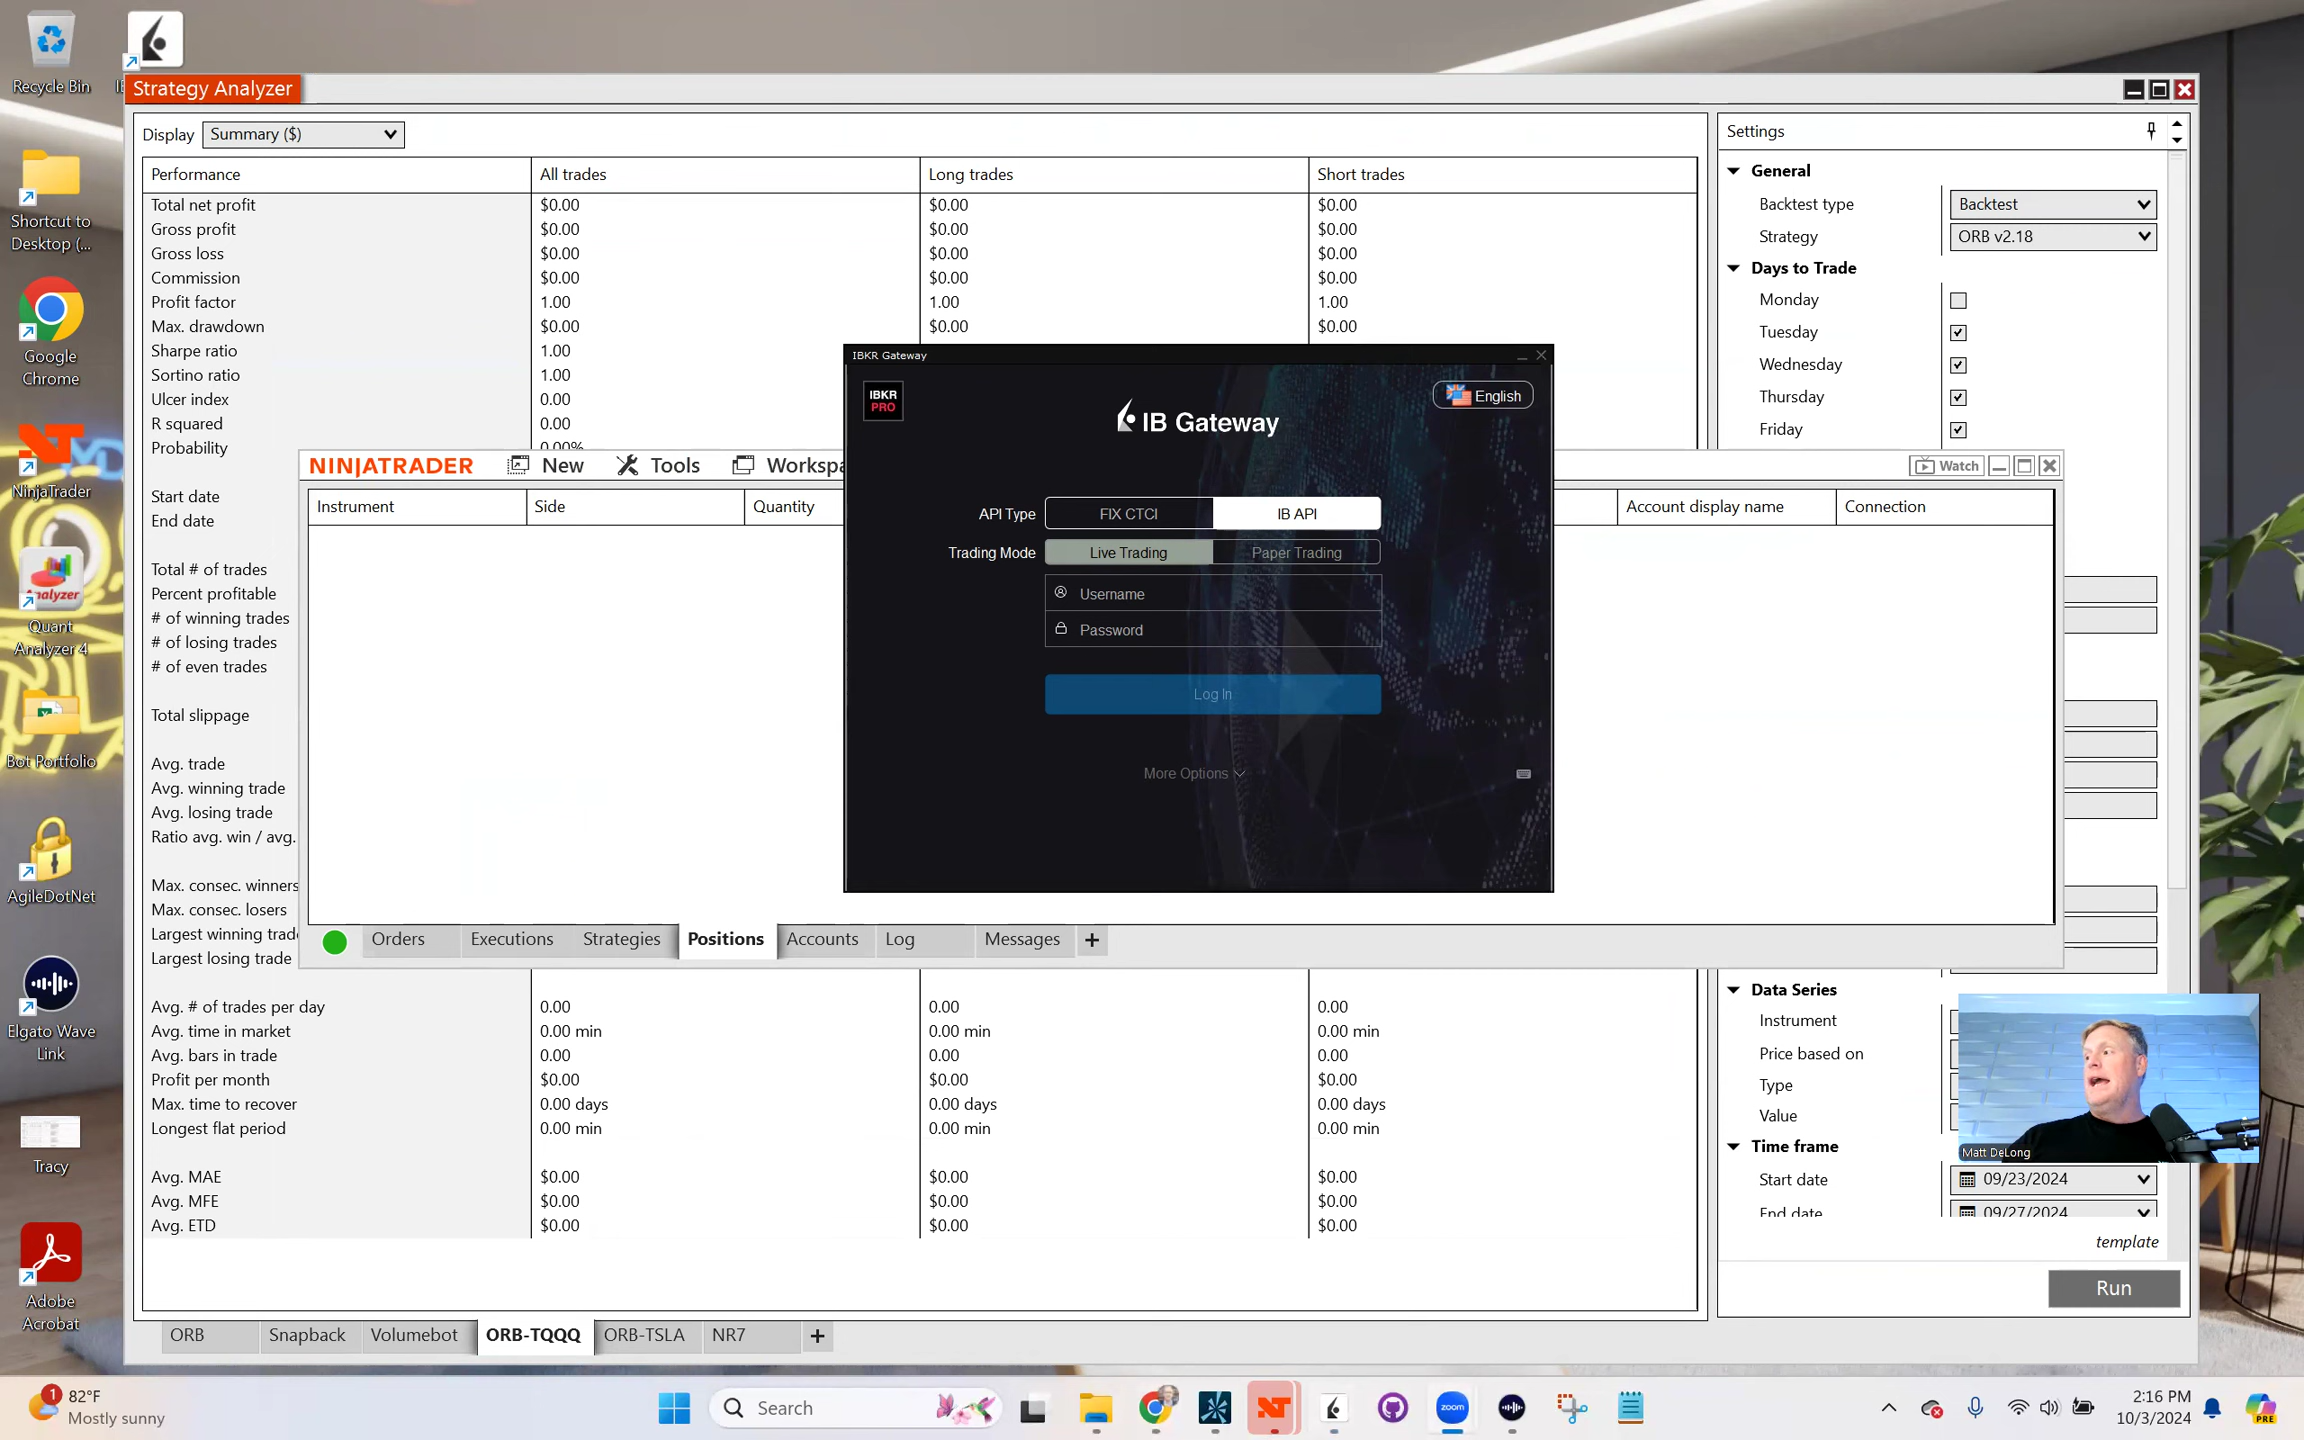 Recycle Bin
Shortcut to
Desktop (...
Google
Chrome
NinjaTrader
Analyzer
Quant
Analyzer 4
Bot Portfolio
AgileDotNet
Elgato Wave
Link
Tracy
Adobe
Acrobat
Strategy Analyzer
Display Summary ($)
Performance All trades Long trades Short trades
Total net profit $0.00 $0.00 $0.00
Gross profit $0.00 $0.00 $0.00
Gross loss $0.00 $0.00 $0.00
Commission $0.00 $0.00 $0.00
Profit factor 1.00 1.00 1.00
Max. drawdown $0.00 $0.00 $0.00
Sharpe ratio 1.00
Sortino ratio 1.00
Ulcer index 0.00
R squared 0.00
Probability 0.00%
Start date
End date
Total # of trades
Percent profitable
# of winning trades
# of losing trades
# of even trades
Total slippage
Avg. trade
Avg. winning trade
Avg. losing trade
Ratio avg. win / avg.
Max. consec. winners
Max. consec. losers
Largest winning trad
Largest losing trade
Avg. # of trades per day 0.00 0.00 0.00
Avg. time in market 0.00 min 0.00 min 0.00 min
Avg. bars in trade 0.00 0.00 0.00
Profit per month $0.00 $0.00 $0.00
Max. time to recover 0.00 days 0.00 days 0.00 days
Longest flat period 0.00 min 0.00 min 0.00 min
Avg. MAE $0.00 $0.00 $0.00
Avg. MFE $0.00 $0.00 $0.00
Avg. ETD $0.00 $0.00 $0.00
ORB Snapback Volumebot ORB-TQQQ ORB-TSLA NR7 +
NINJATRADER New Tools Workspa Watch
Instrument Side Quantity Account display name Connection
Orders Executions Strategies Positions Accounts Log Messages +
IBKR Gateway
IBKR
PRO
English
IB Gateway
API Type FIX CTCI IB API
Trading Mode Live Trading Paper Trading
Username
Password
Log In
More Options
Settings
General
Backtest type Backtest
Strategy ORB v2.18
Days to Trade
Monday
Tuesday
Wednesday
Thursday
Friday
Data Series
Instrument
Price based on
Type
Value
Time frame
Start date 09/23/2024
End date 09/27/2024
template
Run
Matt DeLong
1
82°F
Mostly sunny
Search
zoom
2:16 PM
10/3/2024
PRE